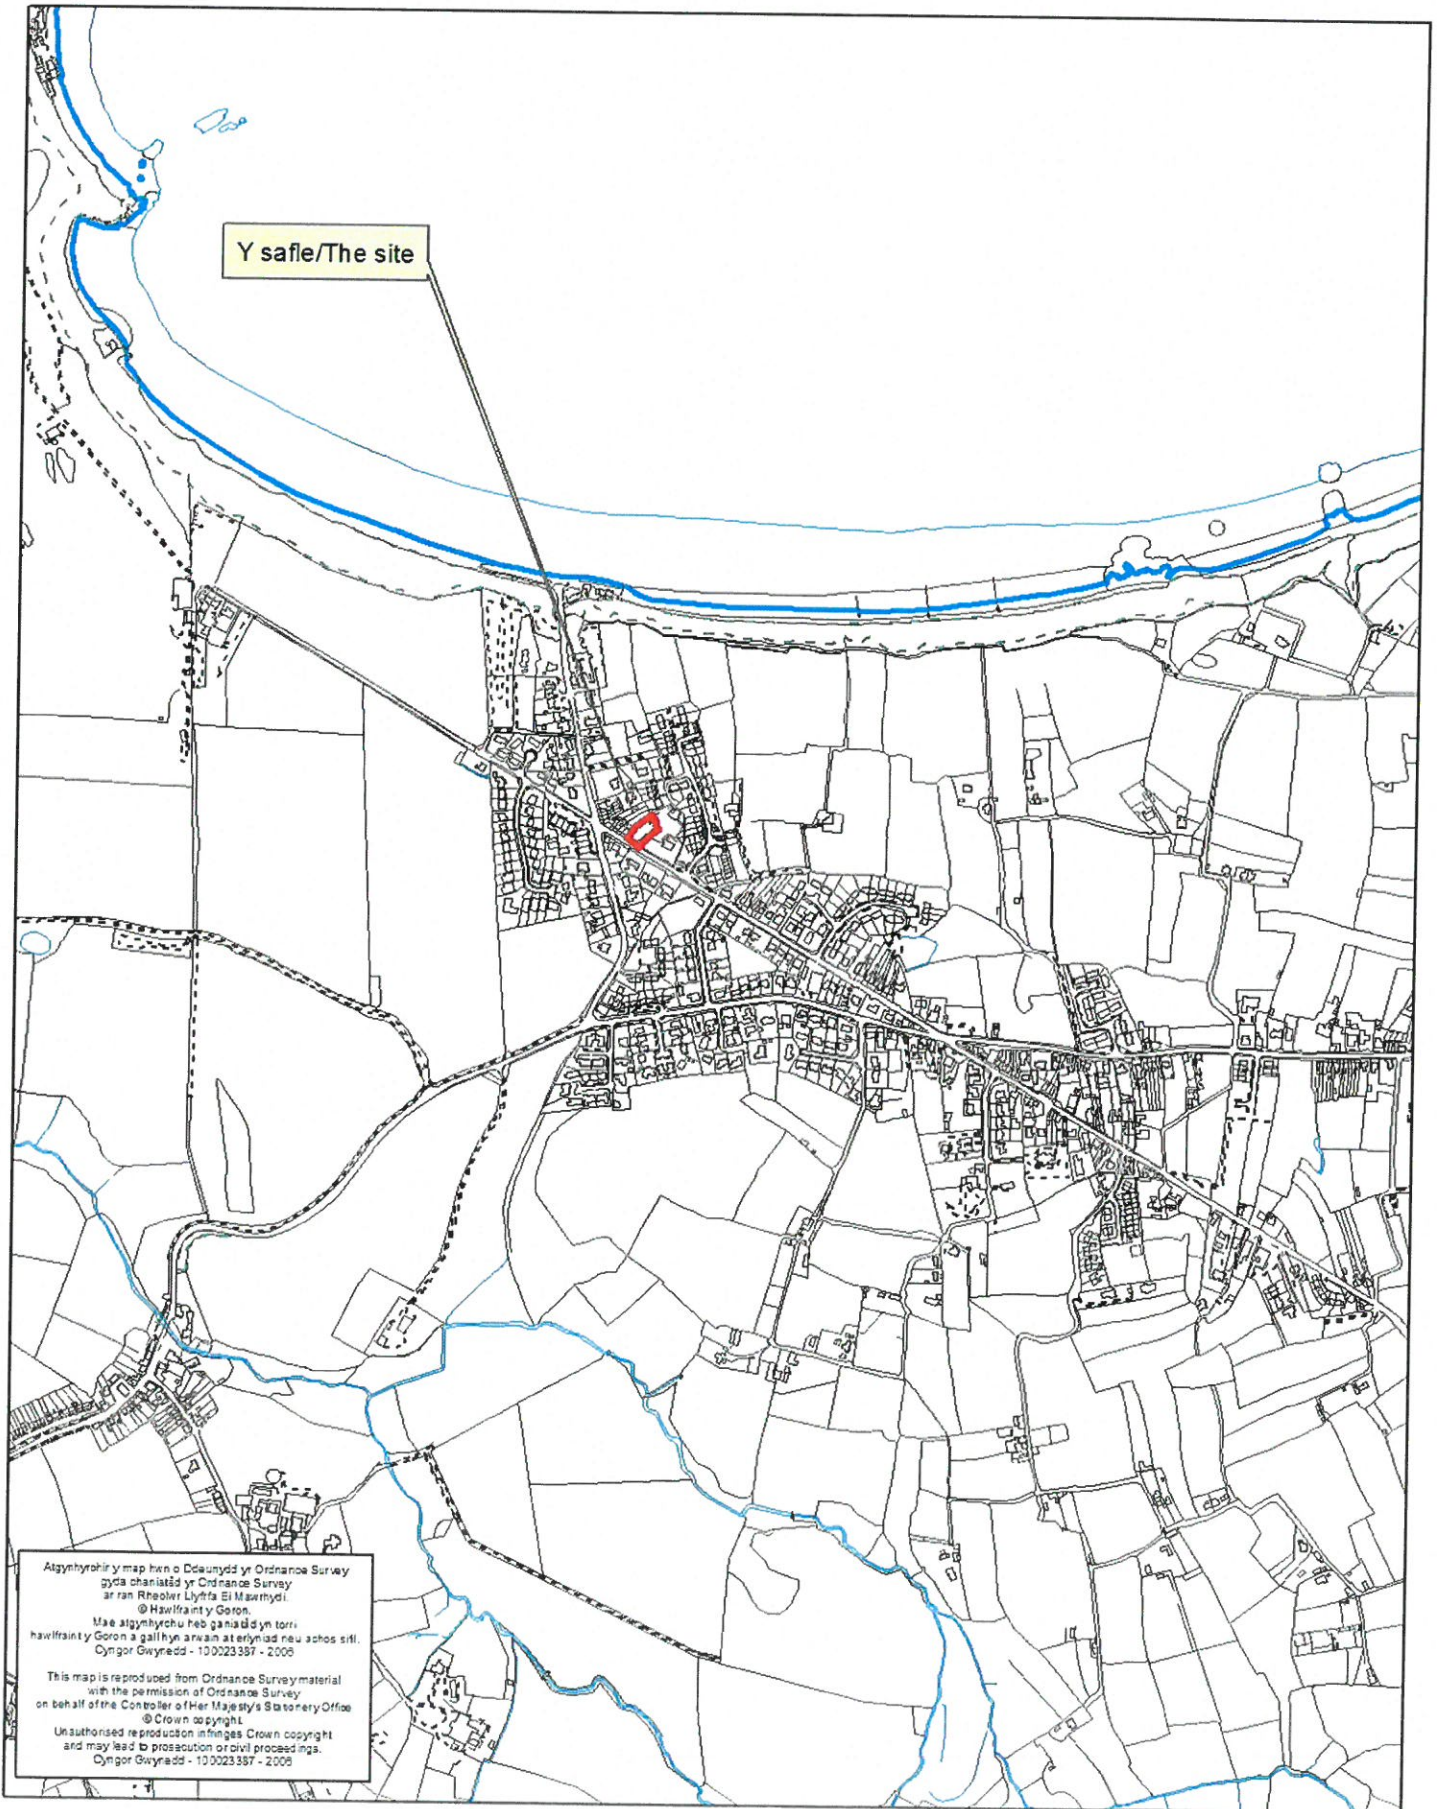 Y safle/The site
Atgynhyrchir y map hwn o Ddeunydd yr Ordnance Survey
gyda chaniatâd yr Ordnance Survey
ar ran Rheolwr Llyfrfa Ei Mawrhydi.
© Hawlfraint y Goron.
Mae atgynhyrchu heb ganiatâd yn torri
hawlfraint y Goron a gall hyn arwain at erlyniad neu achos sifil.
Cyngor Gwynedd - 100023387 - 2006
This map is reproduced from Ordnance Survey material
with the permission of Ordnance Survey
on behalf of the Controller of Her Majesty's Stationery Office
© Crown copyright.
Unauthorised reproduction infringes Crown copyright
and may lead to prosecution or civil proceedings.
Cyngor Gwynedd - 100023387 - 2006